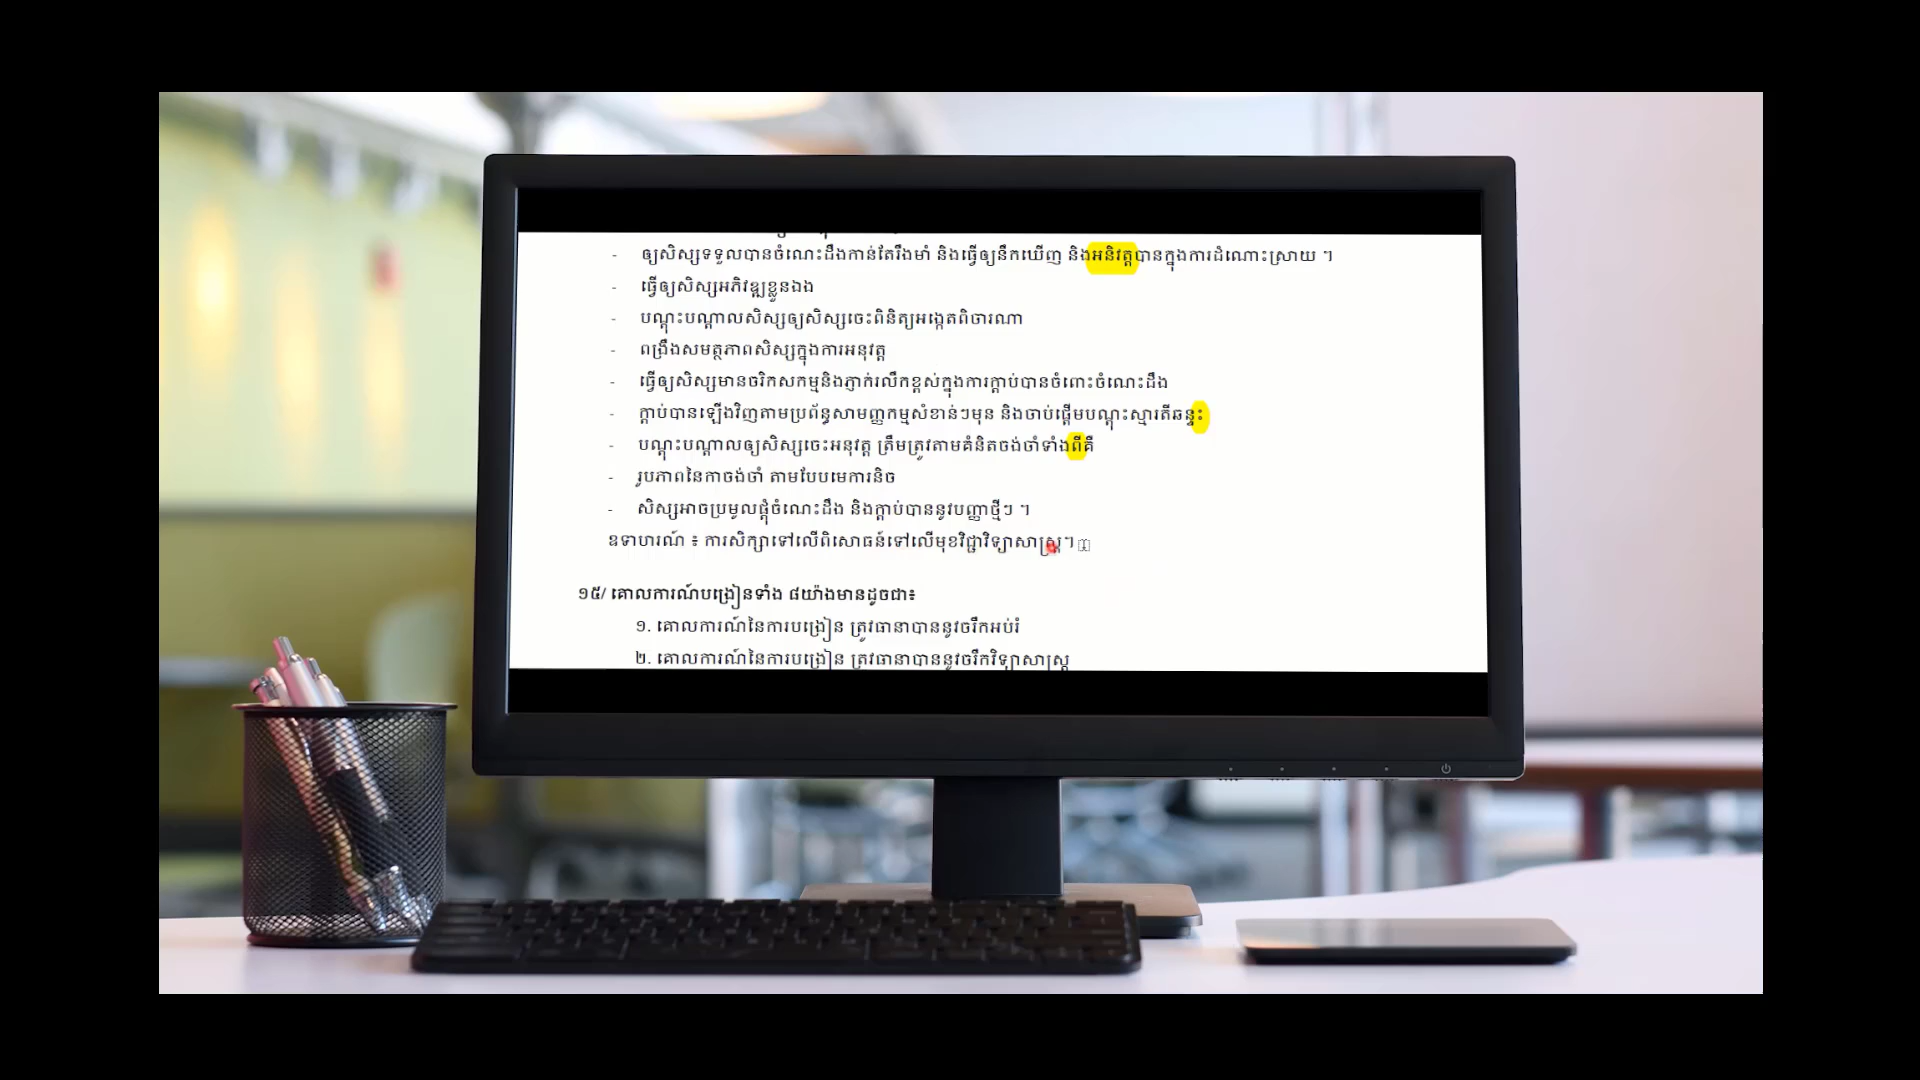 - ឲ្យសិស្សទទួលបានចំណេះដឹងកាន់តែរឹងមាំ និងធ្វើឲ្យនឹកឃើញ និងអនិវត្តបានក្នុងការដំណោះស្រាយ ។
- ធ្វើឲ្យសិស្សអភិវឌ្ឍខ្លួនឯង
- បណ្តុះបណ្តាលសិស្សឲ្យសិស្សចេះពិនិត្យអង្កេតពិចារណា
- ពង្រឹងសមត្ថភាពសិស្សក្នុងការអនុវត្ត
- ធ្វើឲ្យសិស្សមានចរិកសកម្មនិងភ្ញាក់រលឹកខ្ពស់ក្នុងការក្តាប់បានចំពោះចំណេះដឹង
- ក្តាប់បានឡើងវិញតាមប្រព័ន្ធសាមញ្ញកម្មសំខាន់ៗមុន និងចាប់ផ្តើមបណ្តុះស្មារតីឆន្ទះ
- បណ្តុះបណ្តាលឲ្យសិស្សចេះអនុវត្ត ត្រឹមត្រូវតាមគំនិតចង់ចាំទាំងពីគឺ
- រូបភាពនៃកាចង់ចាំ តាមបែបមេការនិច
- សិស្សអាចប្រមូលផ្តុំចំណេះដឹង និងក្តាប់បាននូវបញ្ញាថ្មីៗ ។
ឧទាហរណ៍ ៖ ការសិក្សាទៅលើពិសោធន៍ទៅលើមុខវិជ្ជាវិទ្យាសាស្ត្រ។
១៥/ គោលការណ៍បង្រៀនទាំង ៨យ៉ាងមានដូចជា៖
១. គោលការណ៍នៃការបង្រៀន ត្រូវធានាបាននូវចរឹកអប់រំ
២. គោលការណ៍នៃការបង្រៀន ត្រូវធានាបាននូវចរឹកវិទ្យាសាស្ត្រ